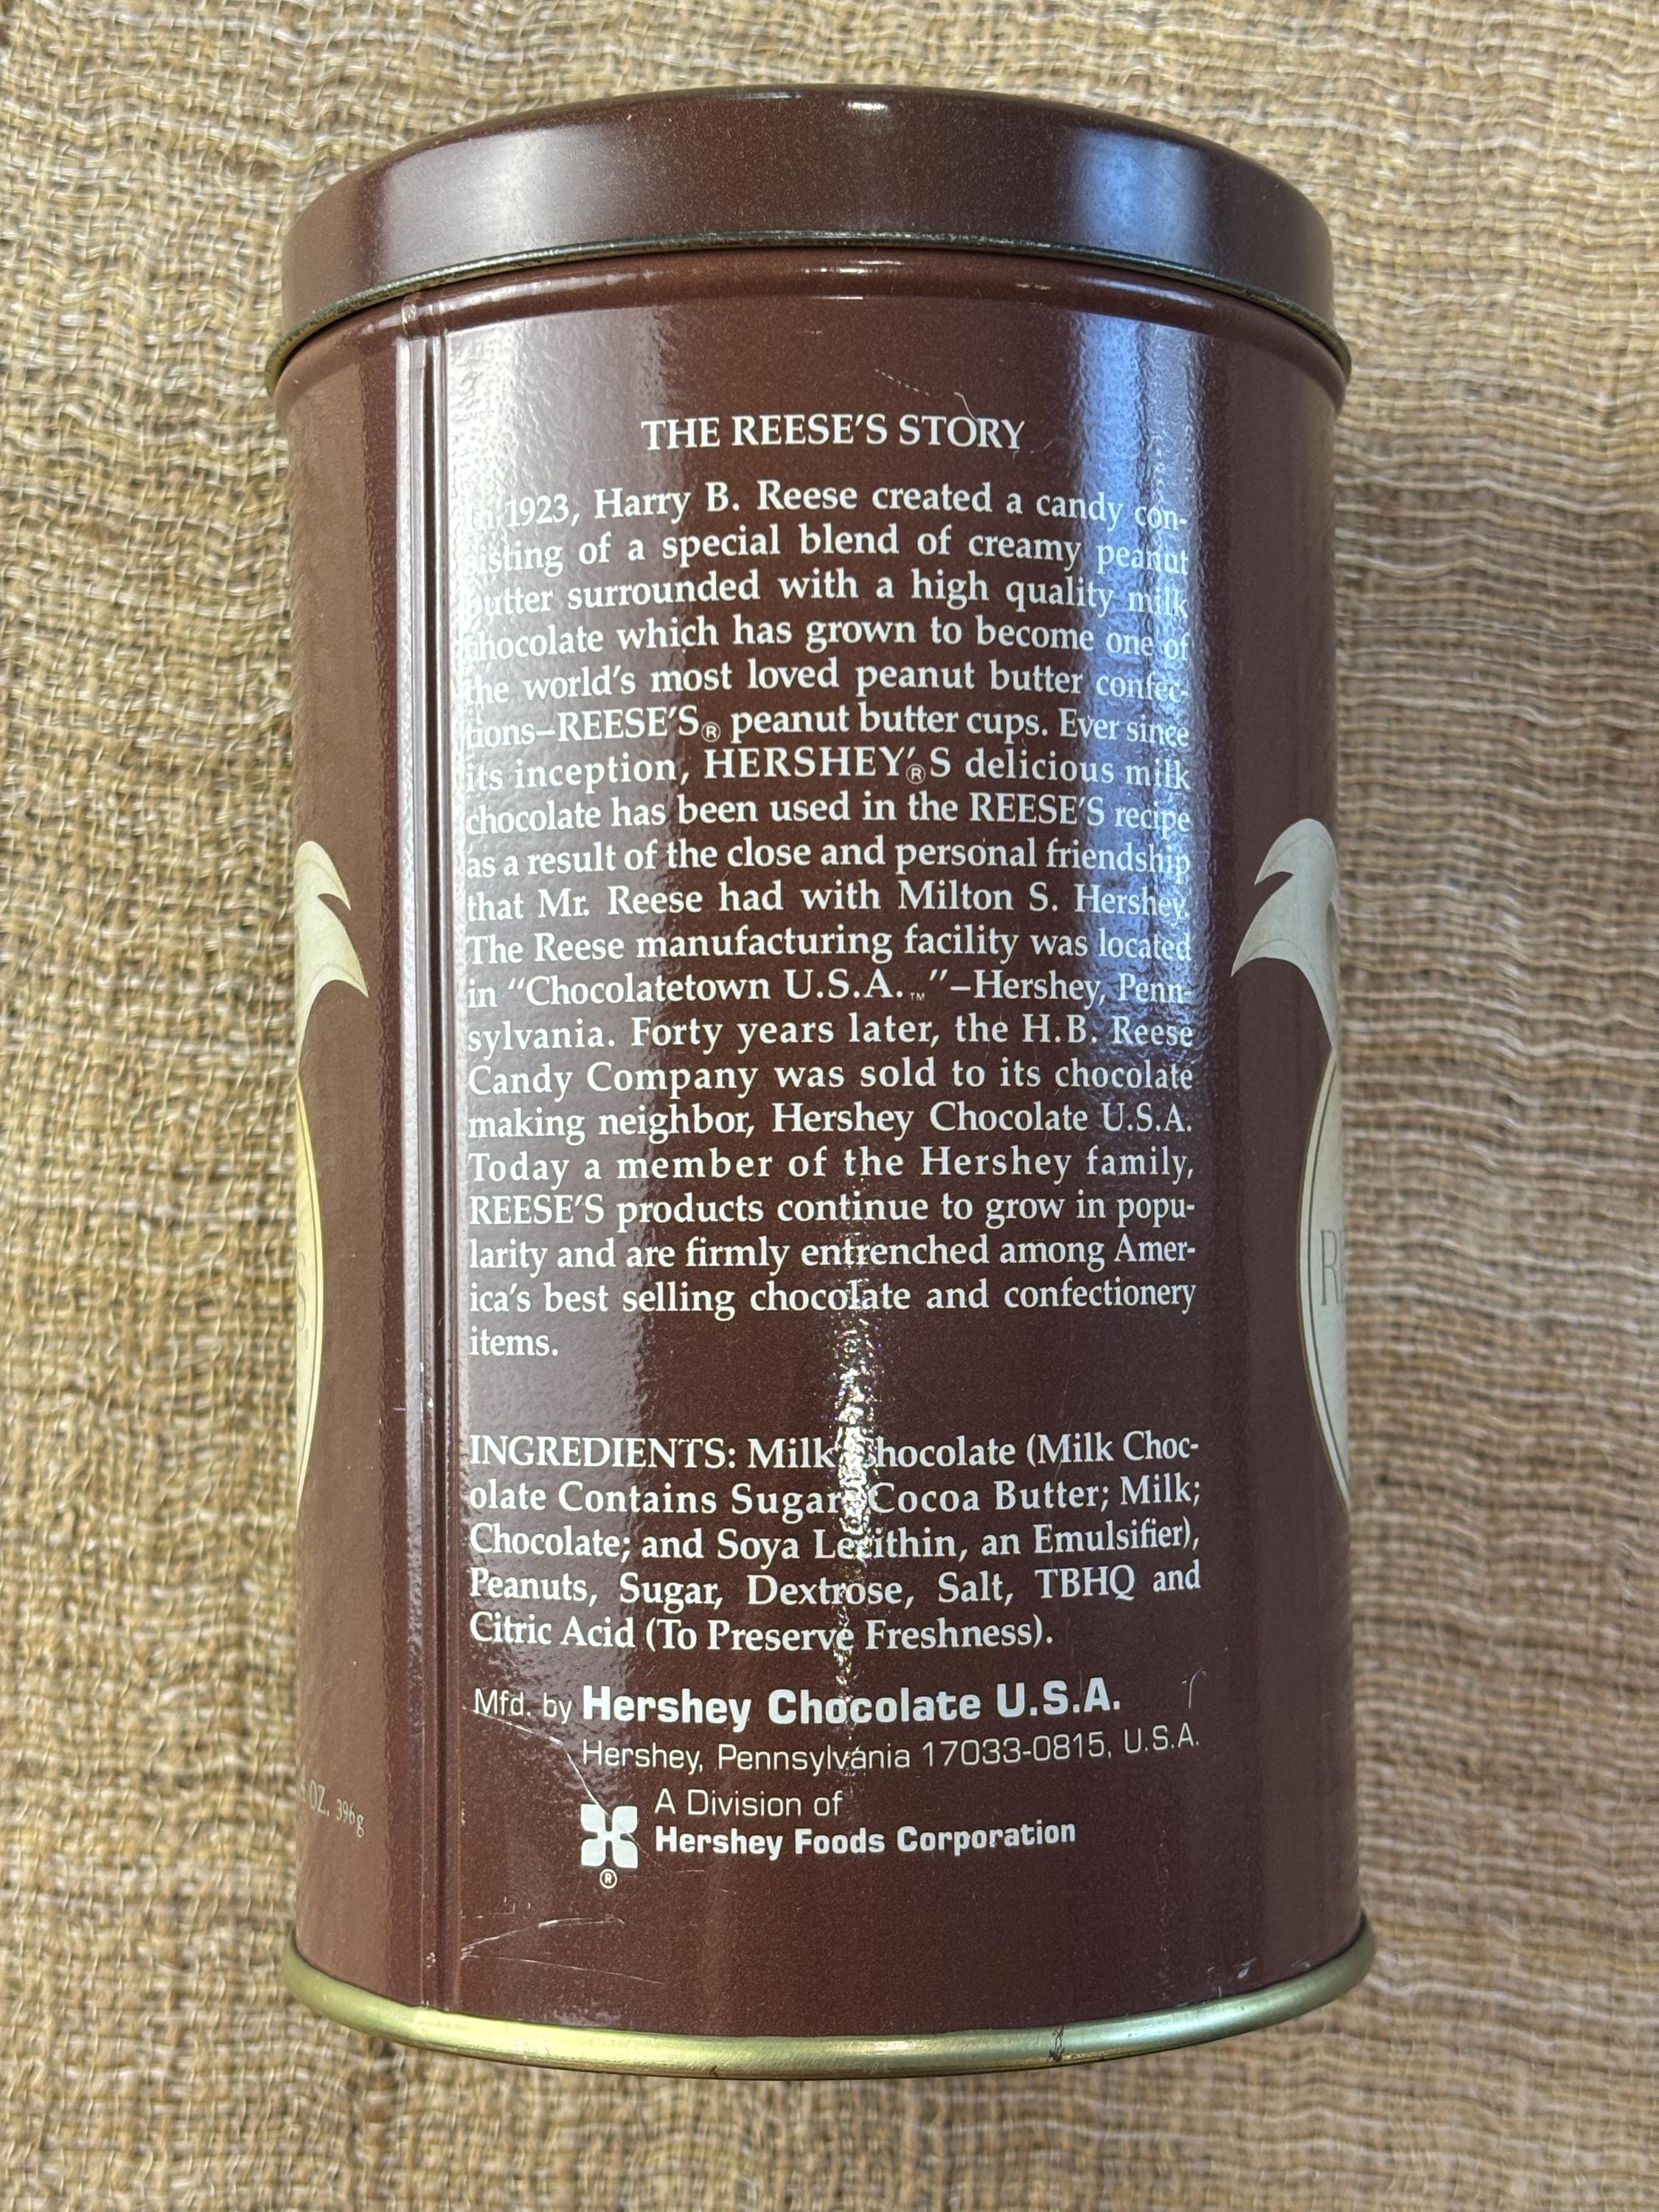 THE REESE'S STORY
In 1923, Harry B. Reese created a candy con-
sisting of a special blend of creamy peanut
butter surrounded with a high quality milk
chocolate which has grown to become one of
the world's most loved peanut butter confec-
tions–REESE'S® peanut butter cups. Ever since
its inception, HERSHEY'®S delicious milk
chocolate has been used in the REESE'S recipe
as a result of the close and personal friendship
that Mr. Reese had with Milton S. Hershey.
The Reese manufacturing facility was located
in "Chocolatetown U.S.A.™"–Hershey, Penn-
sylvania. Forty years later, the H.B. Reese
Candy Company was sold to its chocolate
making neighbor, Hershey Chocolate U.S.A.
Today a member of the Hershey family,
REESE'S products continue to grow in popu-
larity and are firmly entrenched among Amer-
ica's best selling chocolate and confectionery
items.
INGREDIENTS: Milk Chocolate (Milk Choc-
olate Contains Sugar; Cocoa Butter; Milk;
Chocolate; and Soya Lecithin, an Emulsifier),
Peanuts, Sugar, Dextrose, Salt, TBHQ and
Citric Acid (To Preserve Freshness).
Mfd. by Hershey Chocolate U.S.A.
Hershey, Pennsylvania 17033-0815, U.S.A.
A Division of
Hershey Foods Corporation
®
OZ. 396g